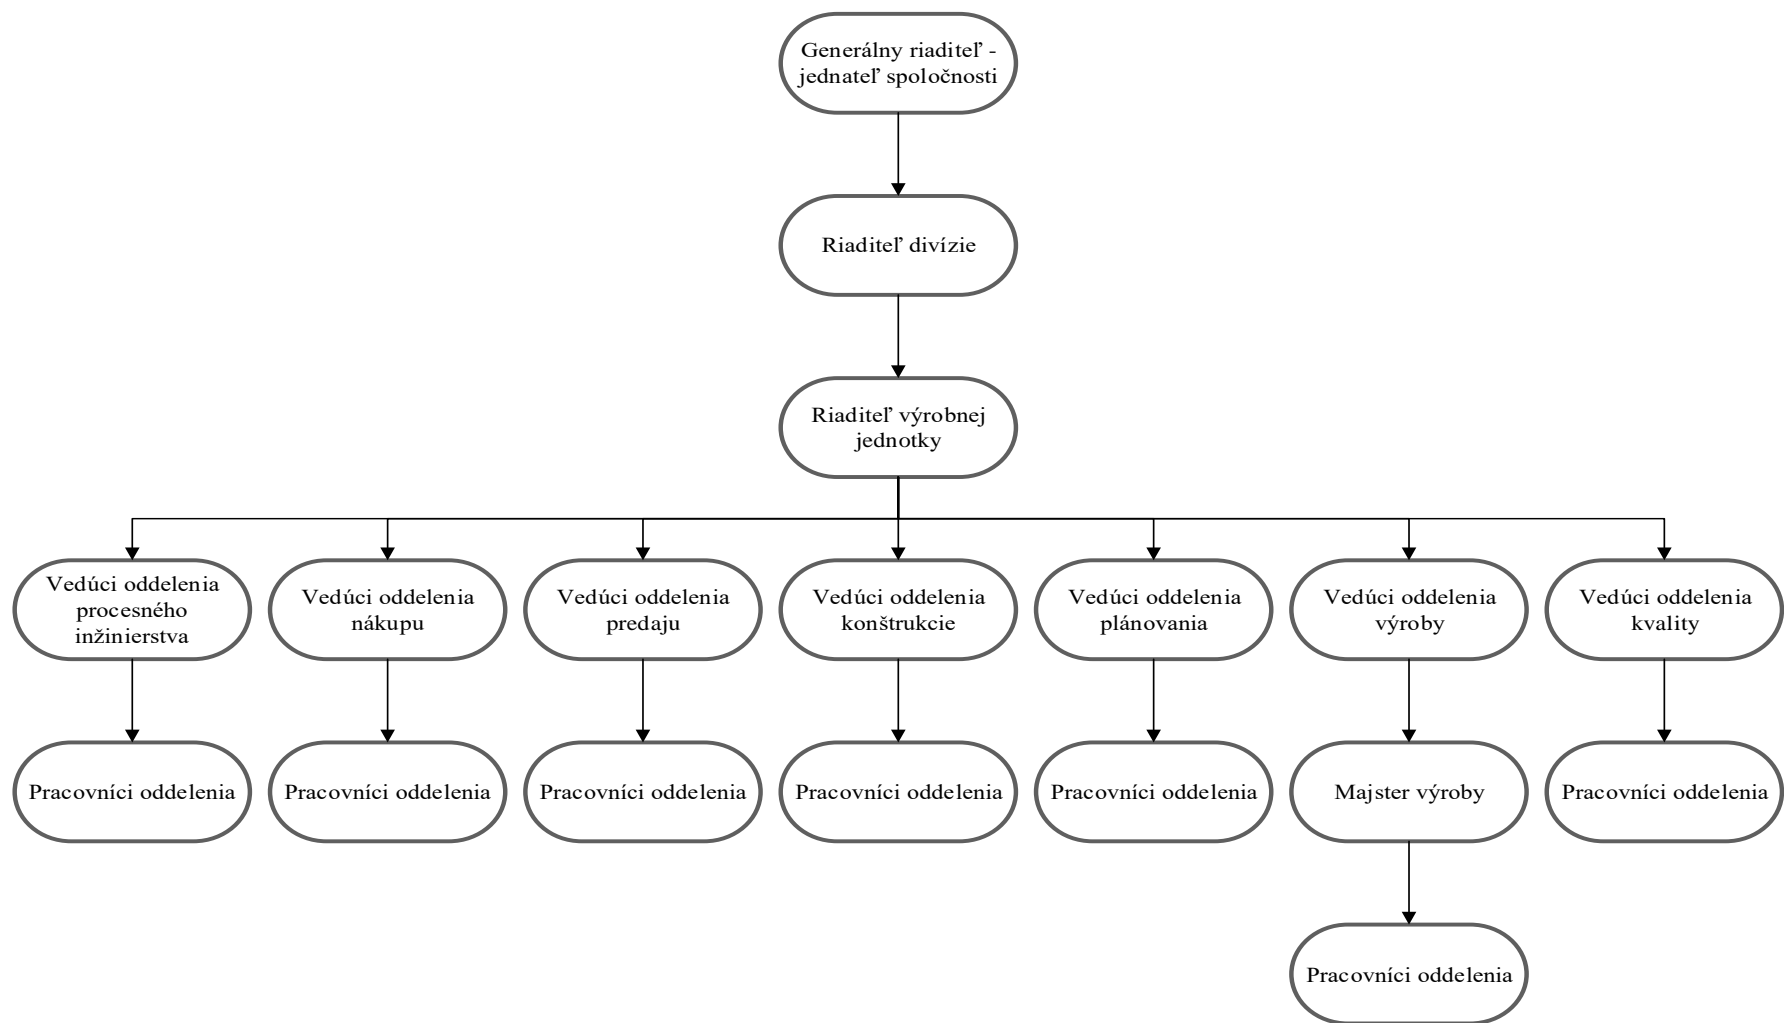 Generálny riaditeľ -
jednateľ spoločnosti
Riaditeľ divízie
Riaditeľ výrobnej
jednotky
Vedúci oddelenia
procesného
inžinierstva
Vedúci oddelenia
nákupu
Vedúci oddelenia
predaju
Vedúci oddelenia
konštrukcie
Vedúci oddelenia
plánovania
Vedúci oddelenia
výroby
Vedúci oddelenia
kvality
Pracovníci oddelenia
Pracovníci oddelenia
Pracovníci oddelenia
Pracovníci oddelenia
Pracovníci oddelenia
Majster výroby
Pracovníci oddelenia
Pracovníci oddelenia